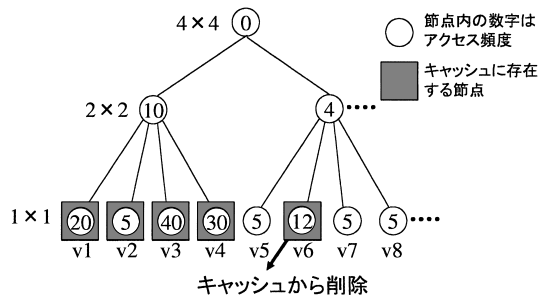 4×4 0
節点内の数字は
アクセス頻度
キャッシュに存在
する節点
2×2 10 4 ••••
1×1 20 5 40 30 5 12 5 5 ••••
v1 v2 v3 v4 v5 v6 v7 v8
キャッシュから削除